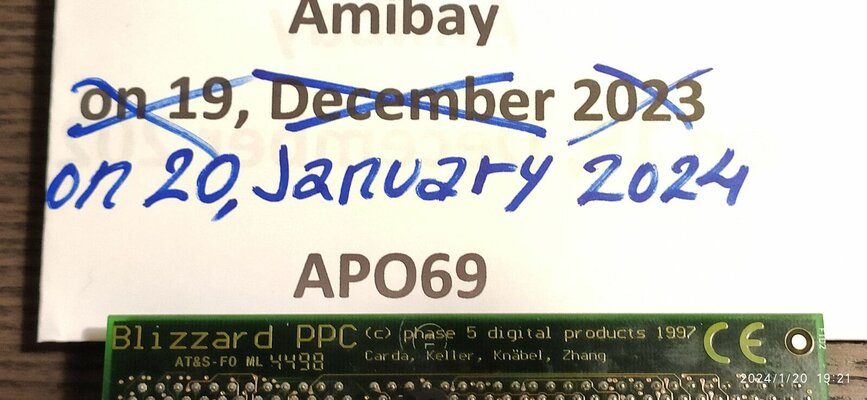 Amibay
on 19, December 2023
on 20, January 2024
APO69
Blizzard PPC (c) phase 5 digital products 1997 CE
AT&S-F0 ML 4498 Carda, Keller, Knäbel, Zhang
2024/1/20 19:21